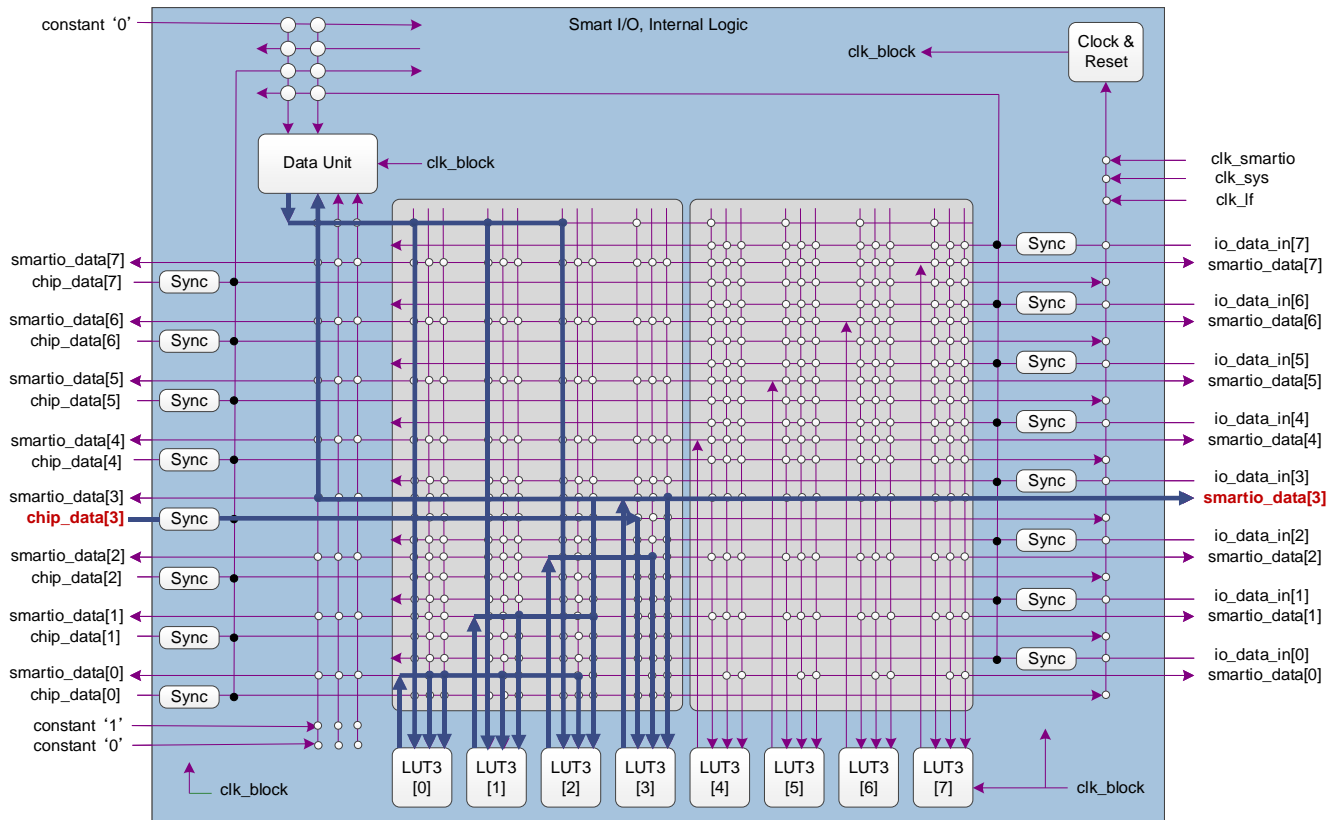 constant ‘0’
Smart I/O, Internal Logic
clk_block
Clock &
Reset
Data Unit
clk_block
clk_smartio
clk_sys
clk_lf
smartio_data[7]
chip_data[7]
Sync
Sync
io_data_in[7]
smartio_data[7]
smartio_data[6]
chip_data[6]
Sync
Sync
io_data_in[6]
smartio_data[6]
smartio_data[5]
chip_data[5]
Sync
Sync
io_data_in[5]
smartio_data[5]
smartio_data[4]
chip_data[4]
Sync
Sync
io_data_in[4]
smartio_data[4]
smartio_data[3]
chip_data[3]
Sync
Sync
io_data_in[3]
smartio_data[3]
smartio_data[2]
chip_data[2]
Sync
Sync
io_data_in[2]
smartio_data[2]
smartio_data[1]
chip_data[1]
Sync
Sync
io_data_in[1]
smartio_data[1]
smartio_data[0]
chip_data[0]
Sync
Sync
io_data_in[0]
smartio_data[0]
constant ‘1’
constant ‘0’
clk_block
LUT3
[0]
LUT3
[1]
LUT3
[2]
LUT3
[3]
LUT3
[4]
LUT3
[5]
LUT3
[6]
LUT3
[7]
clk_block